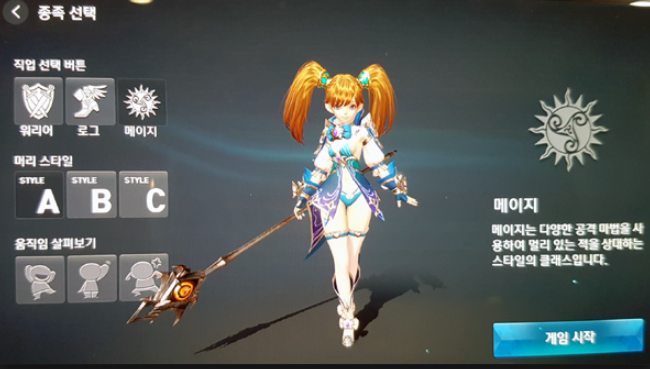 종족 선택
직업 선택 버튼
워리어
로그
메이지
머리 스타일
STYLE A
STYLE B
STYLE C
움직임 살펴보기
메이지
메이지는 다양한 공격 마법을 사
용하여 멀리 있는 적을 상대하는
스타일의 클래스입니다.
게임 시작